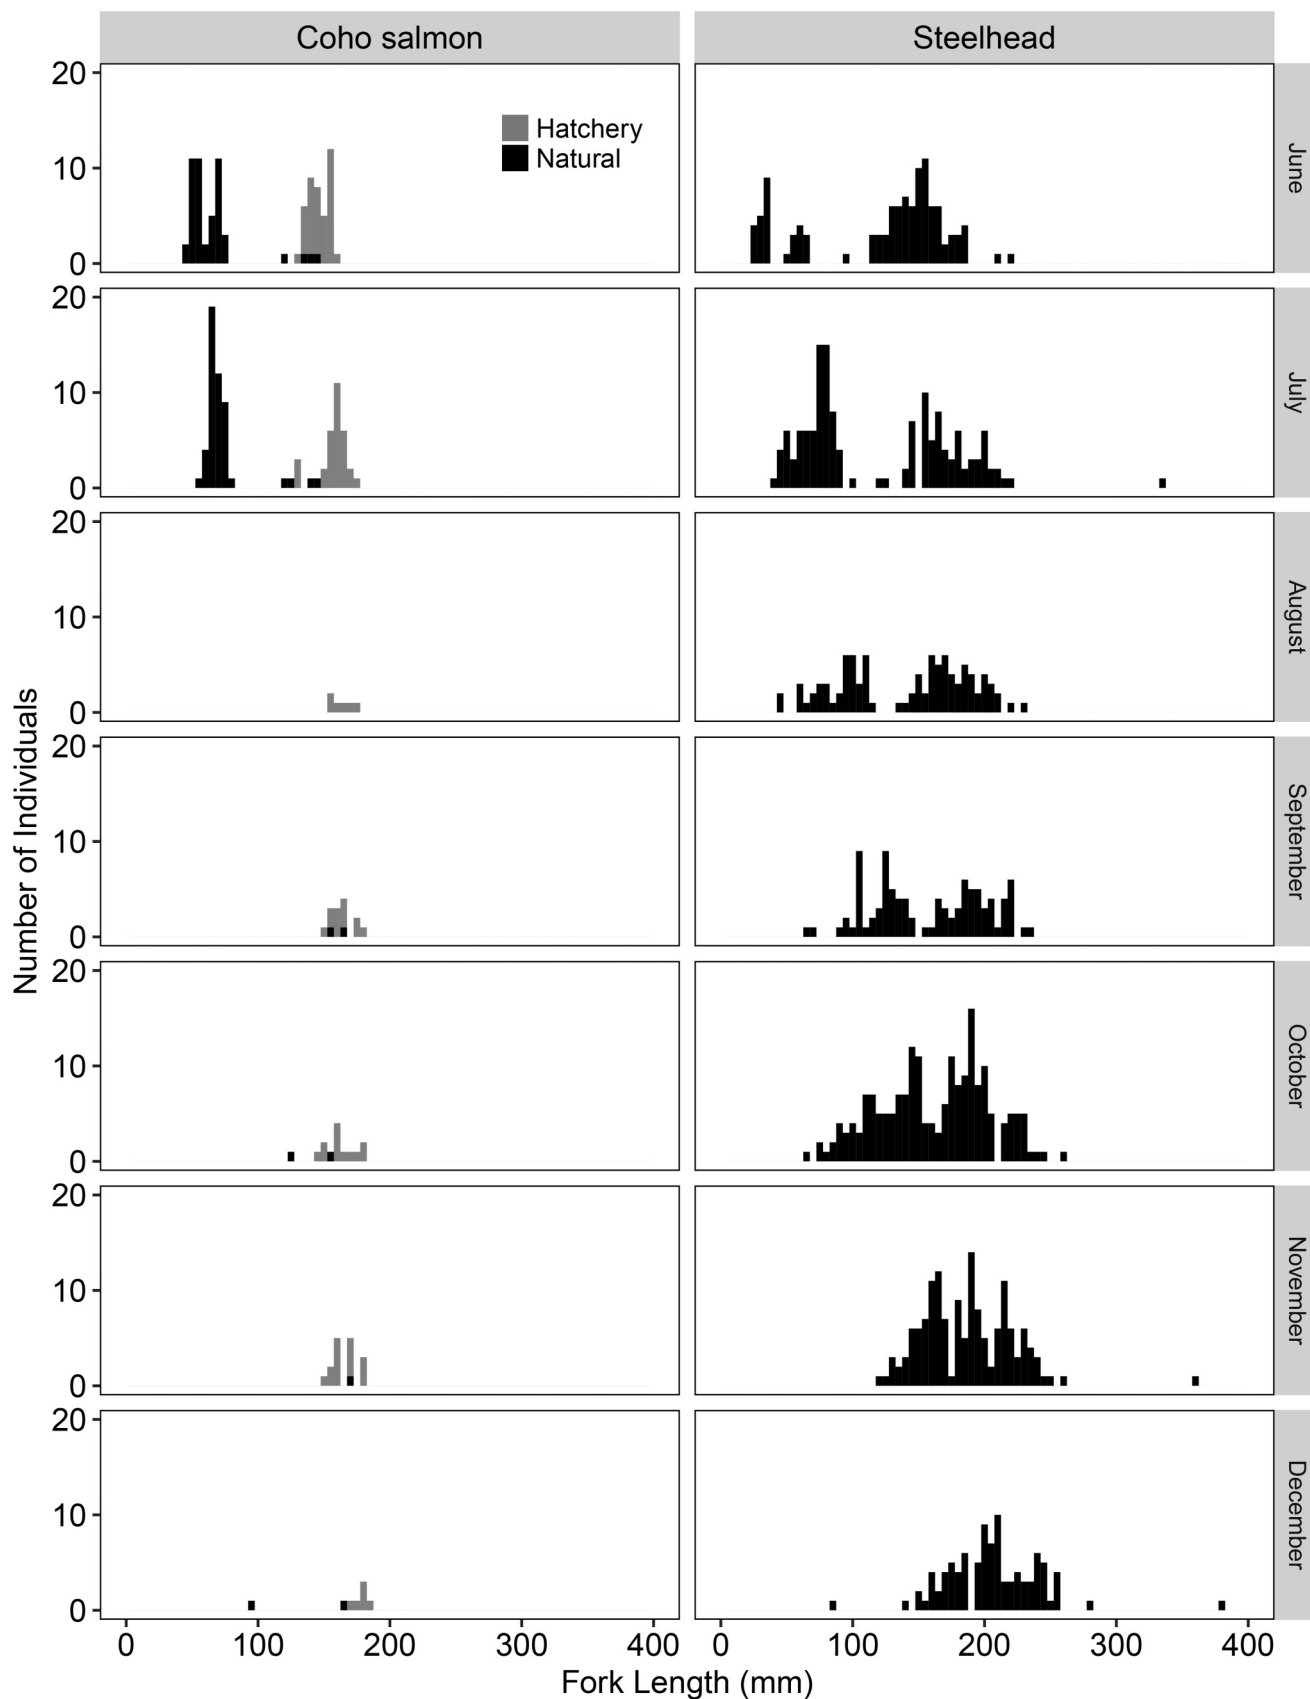 Coho salmon
Steelhead
20
10
0
Hatchery
Natural
June
20
10
0
July
20
10
0
August
20
10
0
September
20
10
0
October
20
10
0
November
20
10
0
December
Number of Individuals
0 100 200 300 400
0 100 200 300 400
Fork Length (mm)